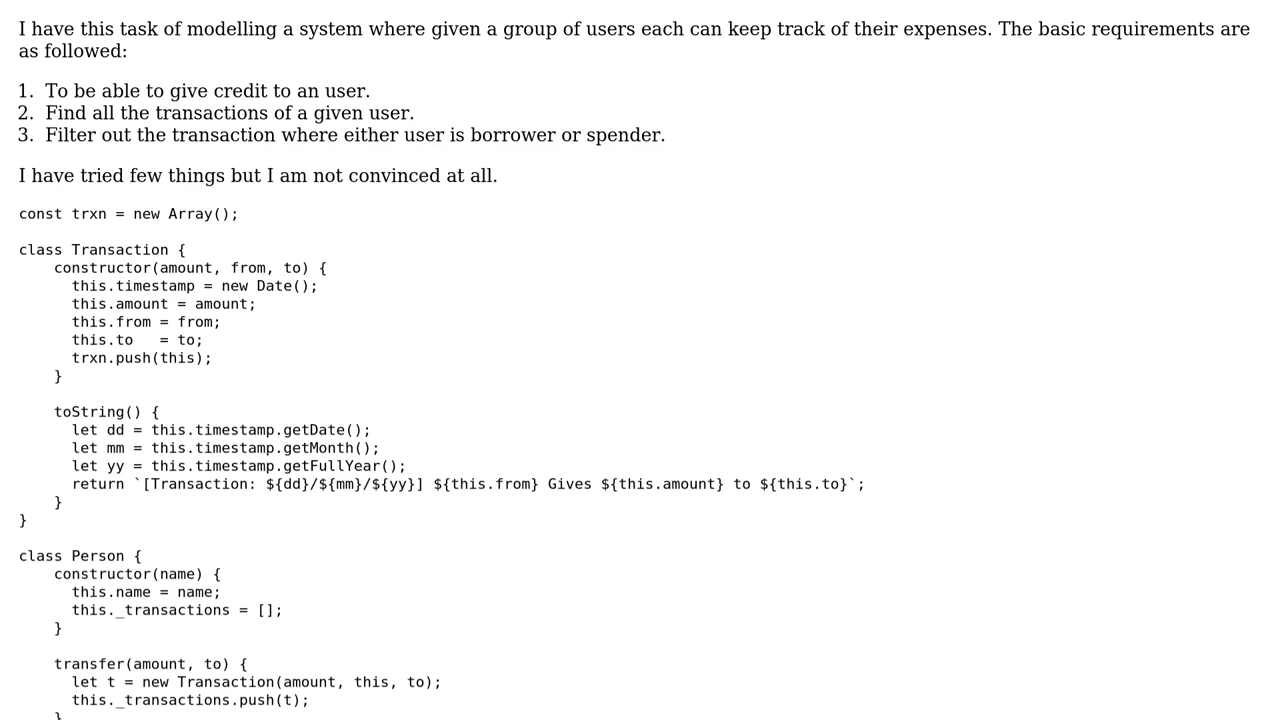 I have this task of modelling a system where given a group of users each can keep track of their expenses. The basic requirements are
as followed:
1. To be able to give credit to an user.
2. Find all the transactions of a given user.
3. Filter out the transaction where either user is borrower or spender.
I have tried few things but I am not convinced at all.
const trxn = new Array();
class Transaction {
    constructor(amount, from, to) {
      this.timestamp = new Date();
      this.amount = amount;
      this.from = from;
      this.to   = to;
      trxn.push(this);
    }
    toString() {
      let dd = this.timestamp.getDate();
      let mm = this.timestamp.getMonth();
      let yy = this.timestamp.getFullYear();
      return `[Transaction: ${dd}/${mm}/${yy}] ${this.from} Gives ${this.amount} to ${this.to}`;
    }
}
class Person {
    constructor(name) {
      this.name = name;
      this._transactions = [];
    }
    transfer(amount, to) {
      let t = new Transaction(amount, this, to);
      this._transactions.push(t);
    }